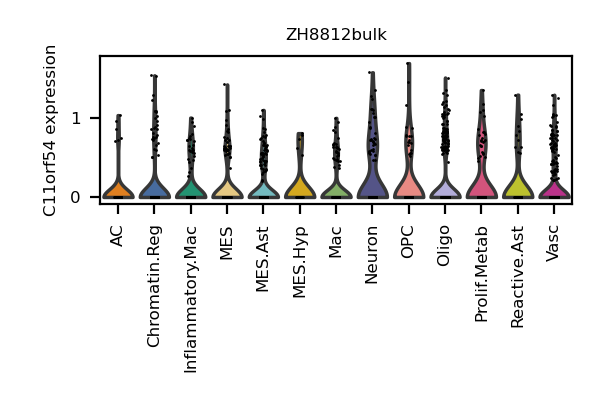 ZH8812bulk
C11orf54 expression
1
0
AC
Chromatin.Reg
Inflammatory.Mac
MES
MES.Ast
MES.Hyp
Mac
Neuron
OPC
Oligo
Prolif.Metab
Reactive.Ast
Vasc